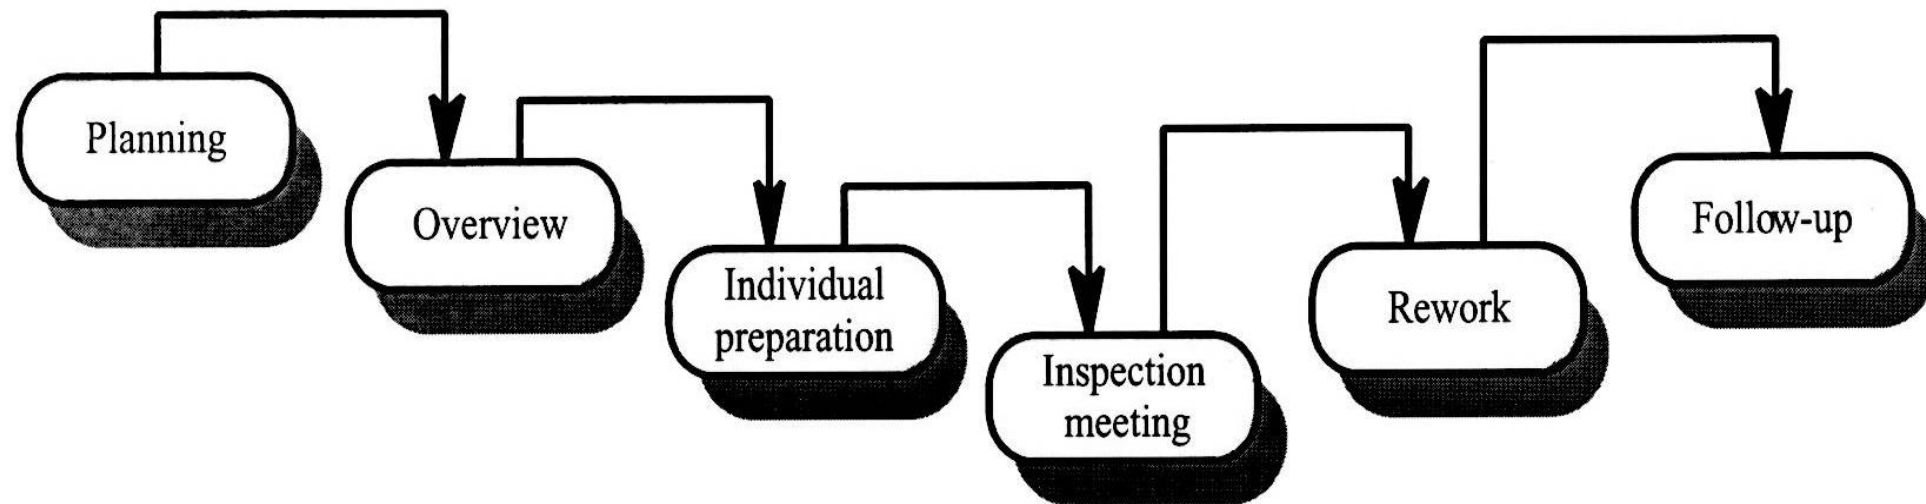 Planning
Overview
Individual
preparation
Inspection
meeting
Rework
Follow-up